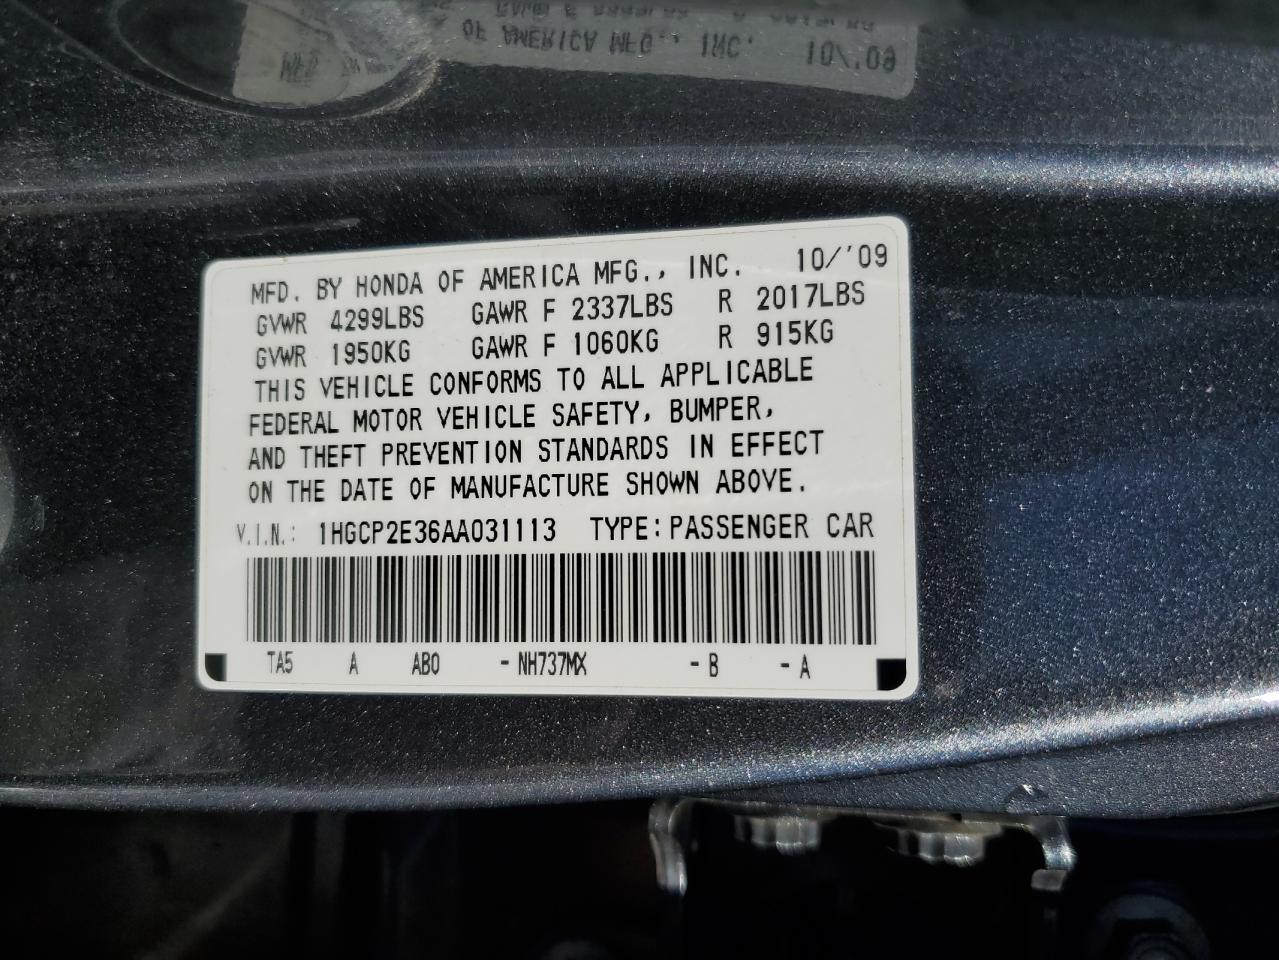 MFD. BY HONDA OF AMERICA MFG., INC. 10/'09
GVWR 4299LBS GAWR F 2337LBS R 2017LBS
GVWR 1950KG GAWR F 1060KG R 915KG
THIS VEHICLE CONFORMS TO ALL APPLICABLE
FEDERAL MOTOR VEHICLE SAFETY, BUMPER,
AND THEFT PREVENTION STANDARDS IN EFFECT
ON THE DATE OF MANUFACTURE SHOWN ABOVE.
V.I.N.: 1HGCP2E36AA031113 TYPE:PASSENGER CAR
TA5 A AB0 -NH737MX -B -A